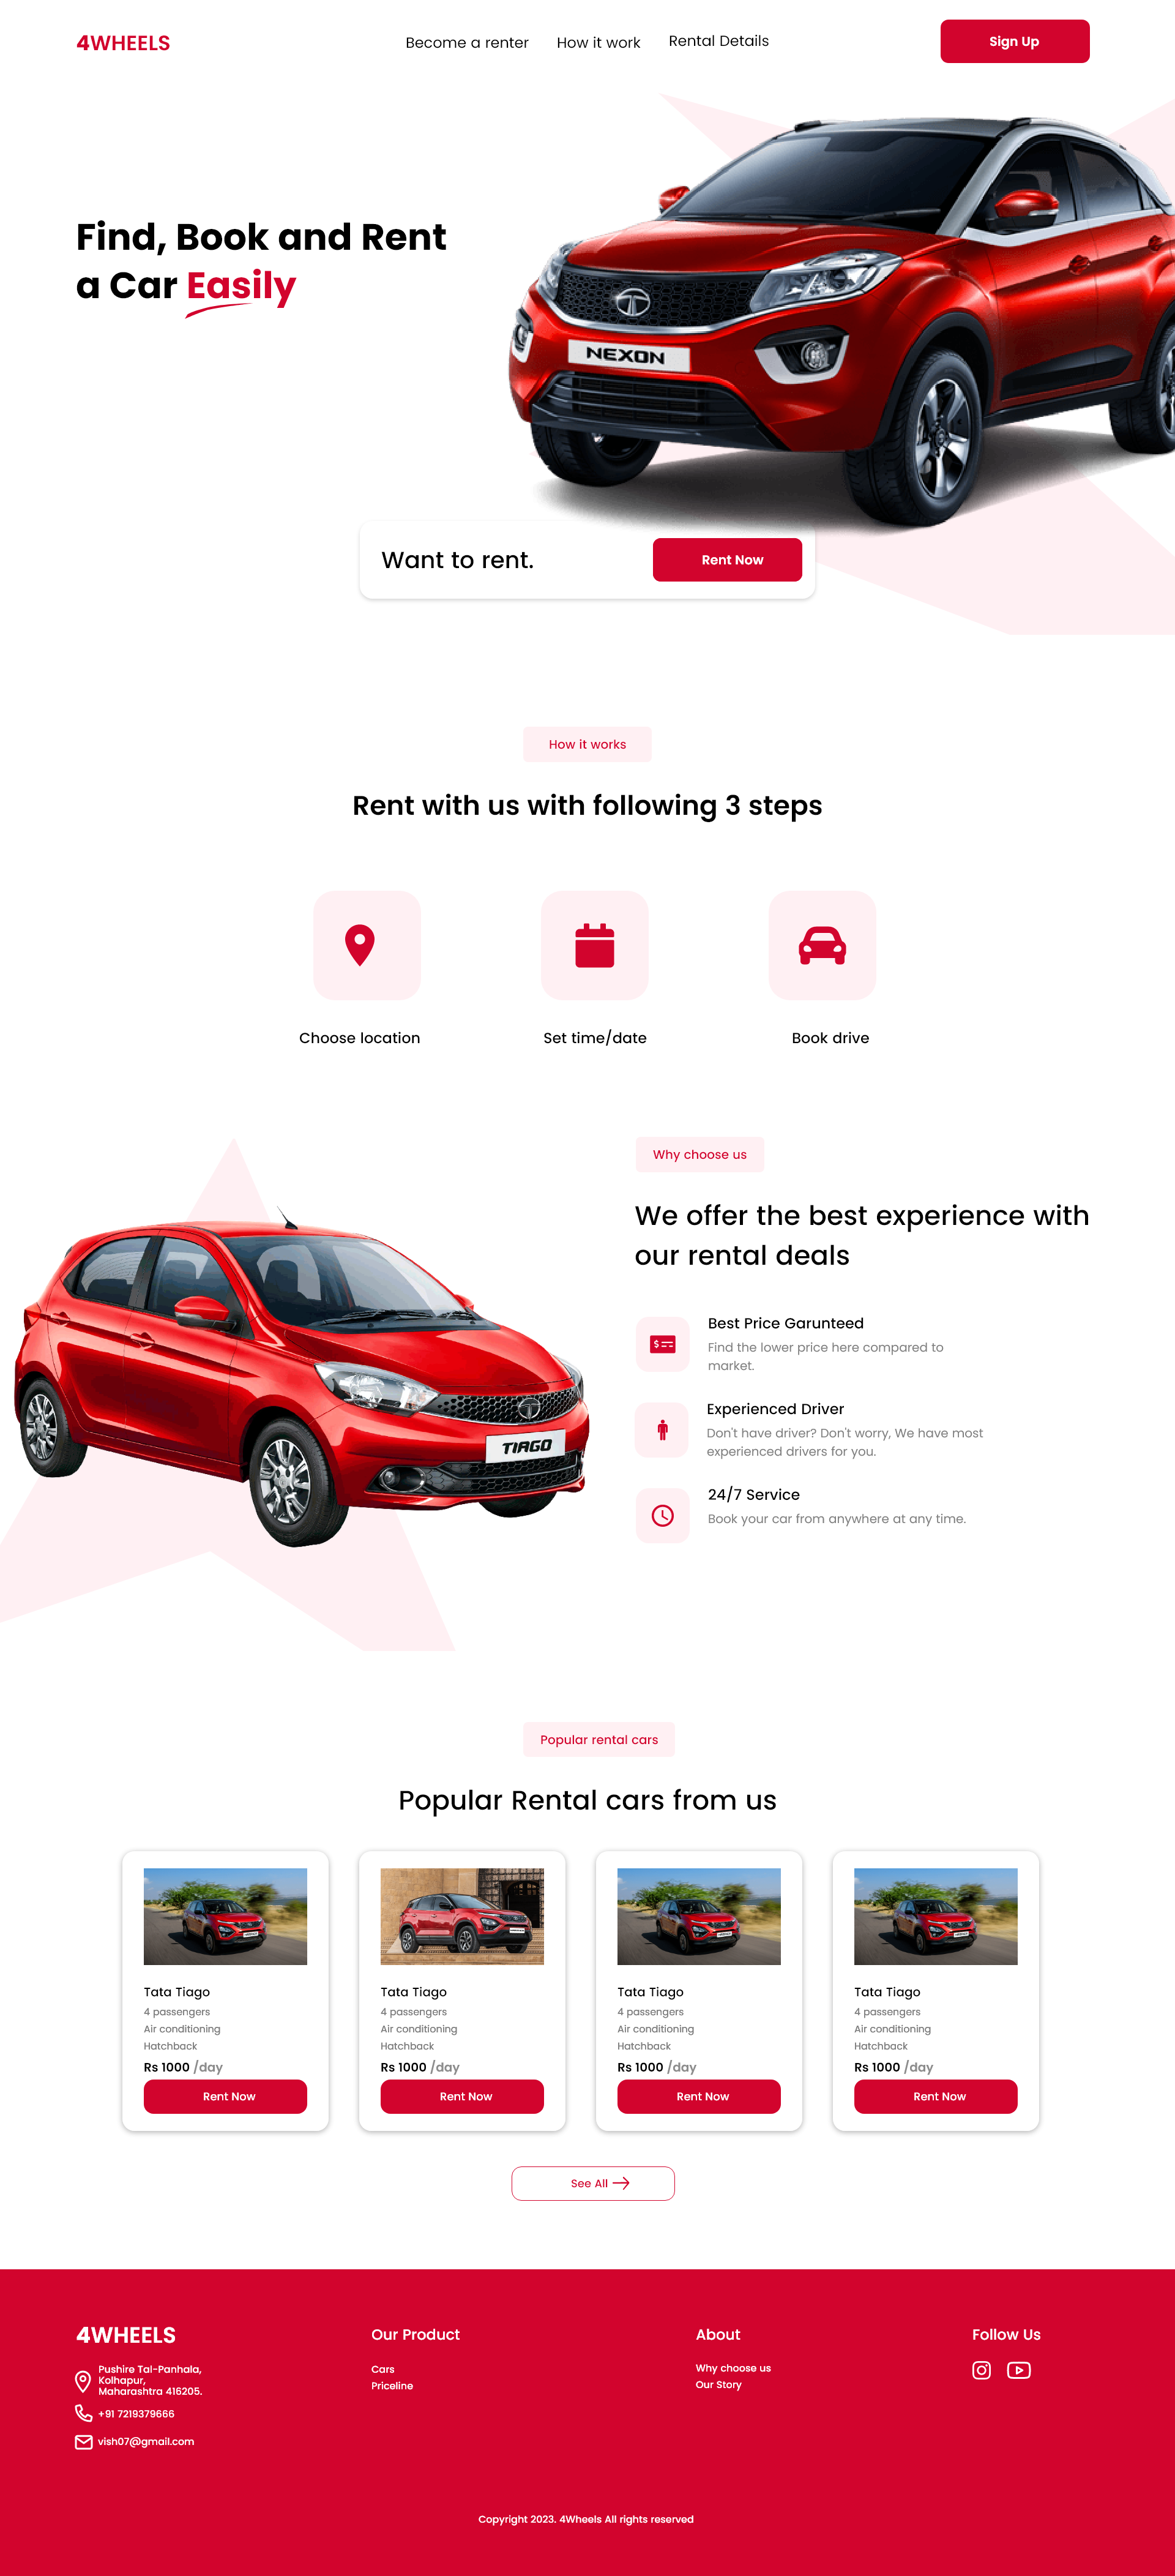 4WHEELS
Become a renter
How it work
Rental Details
Sign Up
Find, Book and Rent
a Car Easily
NEXON
Want to rent.
Rent Now
How it works
Rent with us with following 3 steps
Choose location
Set time/date
Book drive
Why choose us
We offer the best experience with
our rental deals
TIAGO
Best Price Garunteed
Find the lower price here compared to
market.
Experienced Driver
Don't have driver? Don't worry, We have most
experienced drivers for you.
24/7 Service
Book your car from anywhere at any time.
Popular rental cars
Popular Rental cars from us
Tata Tiago
4 passengers
Air conditioning
Hatchback
Rs 1000 /day
Rent Now
Tata Tiago
4 passengers
Air conditioning
Hatchback
Rs 1000 /day
Rent Now
Tata Tiago
4 passengers
Air conditioning
Hatchback
Rs 1000 /day
Rent Now
Tata Tiago
4 passengers
Air conditioning
Hatchback
Rs 1000 /day
Rent Now
See All
4WHEELS
Pushire Tal-Panhala,
Kolhapur,
Maharashtra 416205.
+91 7219379666
vish07@gmail.com
Our Product
Cars
Priceline
About
Why choose us
Our Story
Follow Us
Copyright 2023. 4Wheels All rights reserved